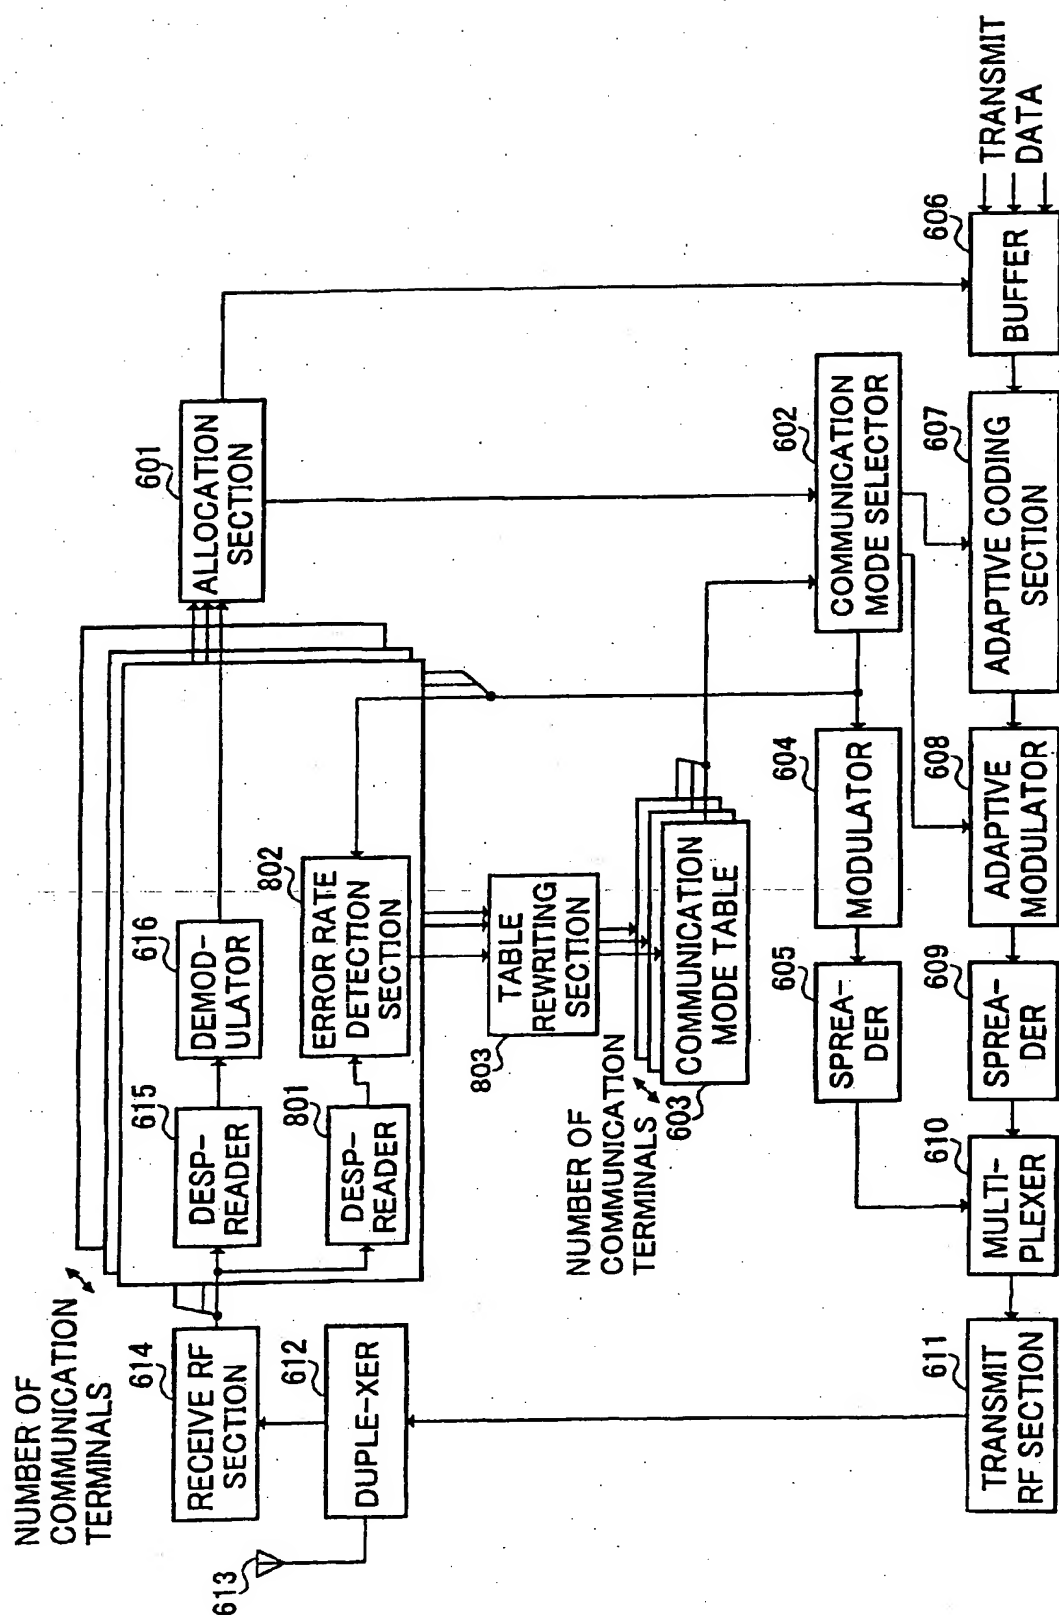 NUMBER OF
COMMUNICATION
TERMINALS
614
RECEIVE RF
SECTION
612
DUPLE-XER
613
615
DESP-
READER
616
DEMOD-
ULATOR
801
DESP-
READER
802
ERROR RATE
DETECTION
SECTION
601
ALLOCATION
SECTION
803
TABLE
REWRITING
SECTION
NUMBER OF
COMMUNICATION
TERMINALS
603
COMMUNICATION
MODE TABLE
602
COMMUNICATION
MODE SELECTOR
604
MODULATOR
605
SPREA-
DER
606
BUFFER
TRANSMIT
DATA
607
ADAPTIVE CODING
SECTION
608
ADAPTIVE
MODULATOR
609
SPREA-
DER
610
MULTI-
PLEXER
611
TRANSMIT
RF SECTION